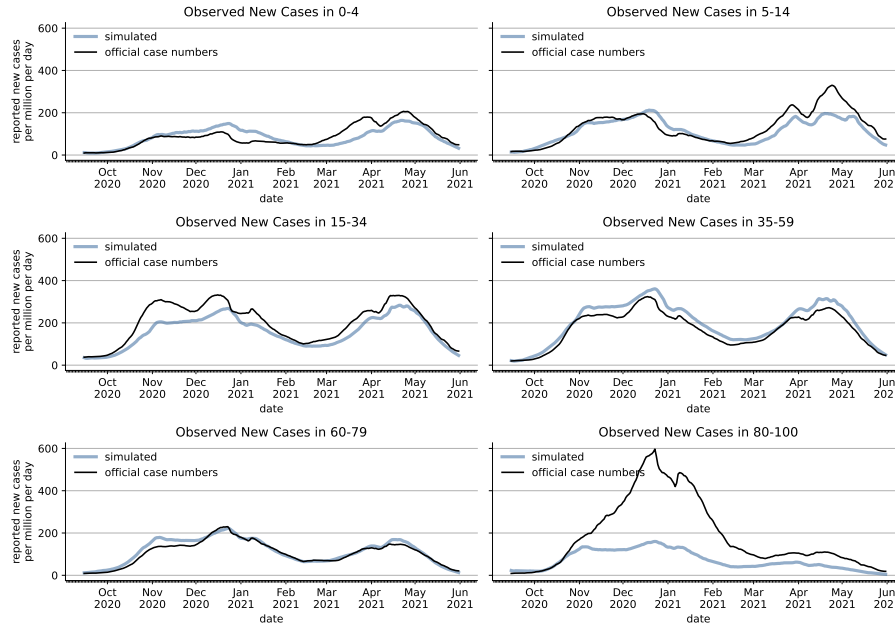 Observed New Cases in 0-4
simulated
official case numbers
reported new cases
per million per day
600
400
200
0
Oct
2020
Nov
2020
Dec
2020
Jan
2021
Feb
2021
Mar
2021
Apr
2021
May
2021
Jun
2021
date
Observed New Cases in 5-14
simulated
official case numbers
Oct
2020
Nov
2020
Dec
2020
Jan
2021
Feb
2021
Mar
2021
Apr
2021
May
2021
Jun
202
date
Observed New Cases in 15-34
simulated
official case numbers
reported new cases
per million per day
600
400
200
0
Oct
2020
Nov
2020
Dec
2020
Jan
2021
Feb
2021
Mar
2021
Apr
2021
May
2021
Jun
2021
date
Observed New Cases in 35-59
simulated
official case numbers
Oct
2020
Nov
2020
Dec
2020
Jan
2021
Feb
2021
Mar
2021
Apr
2021
May
2021
Jun
202
date
Observed New Cases in 60-79
simulated
official case numbers
reported new cases
per million per day
600
400
200
0
Oct
2020
Nov
2020
Dec
2020
Jan
2021
Feb
2021
Mar
2021
Apr
2021
May
2021
Jun
2021
date
Observed New Cases in 80-100
simulated
official case numbers
Oct
2020
Nov
2020
Dec
2020
Jan
2021
Feb
2021
Mar
2021
Apr
2021
May
2021
Jun
202
date